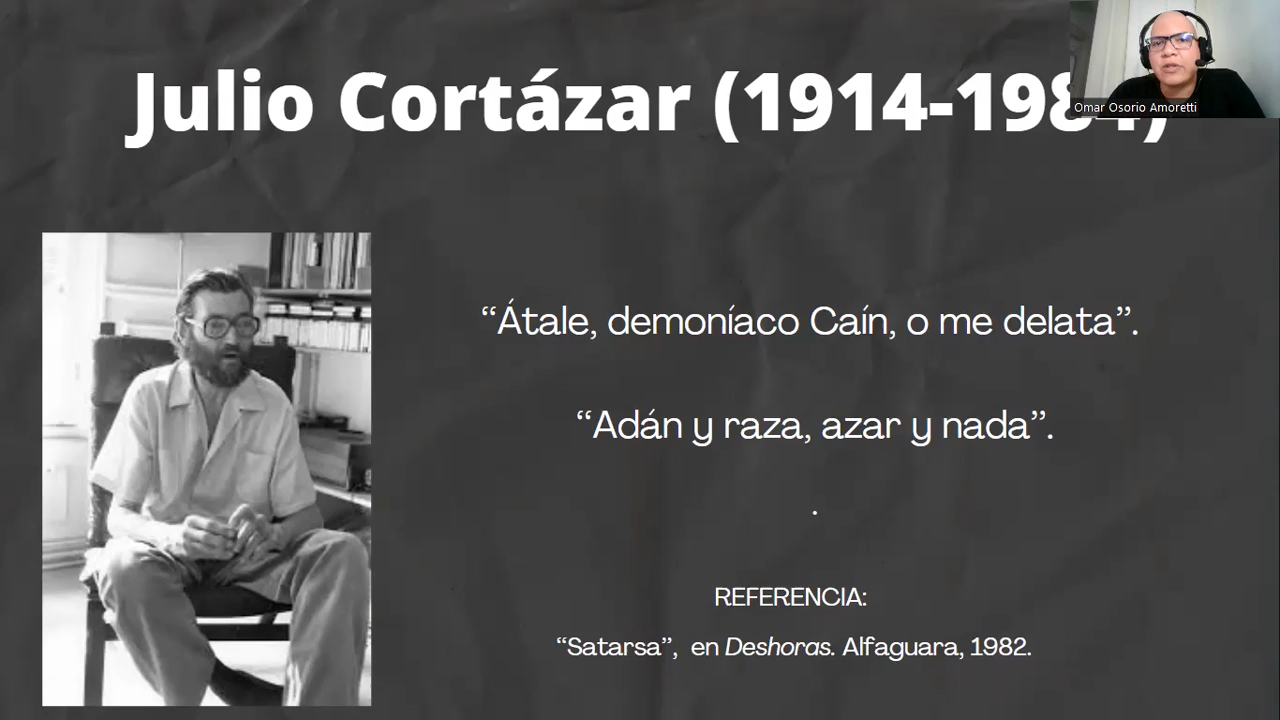 Julio Cortázar (1914-198
Omar Osorio Amoretti
“Átale, demoníaco Caín, o me delata”.
“Adán y raza, azar y nada”.
.
REFERENCIA:
“Satarsa”, en Deshoras. Alfaguara, 1982.